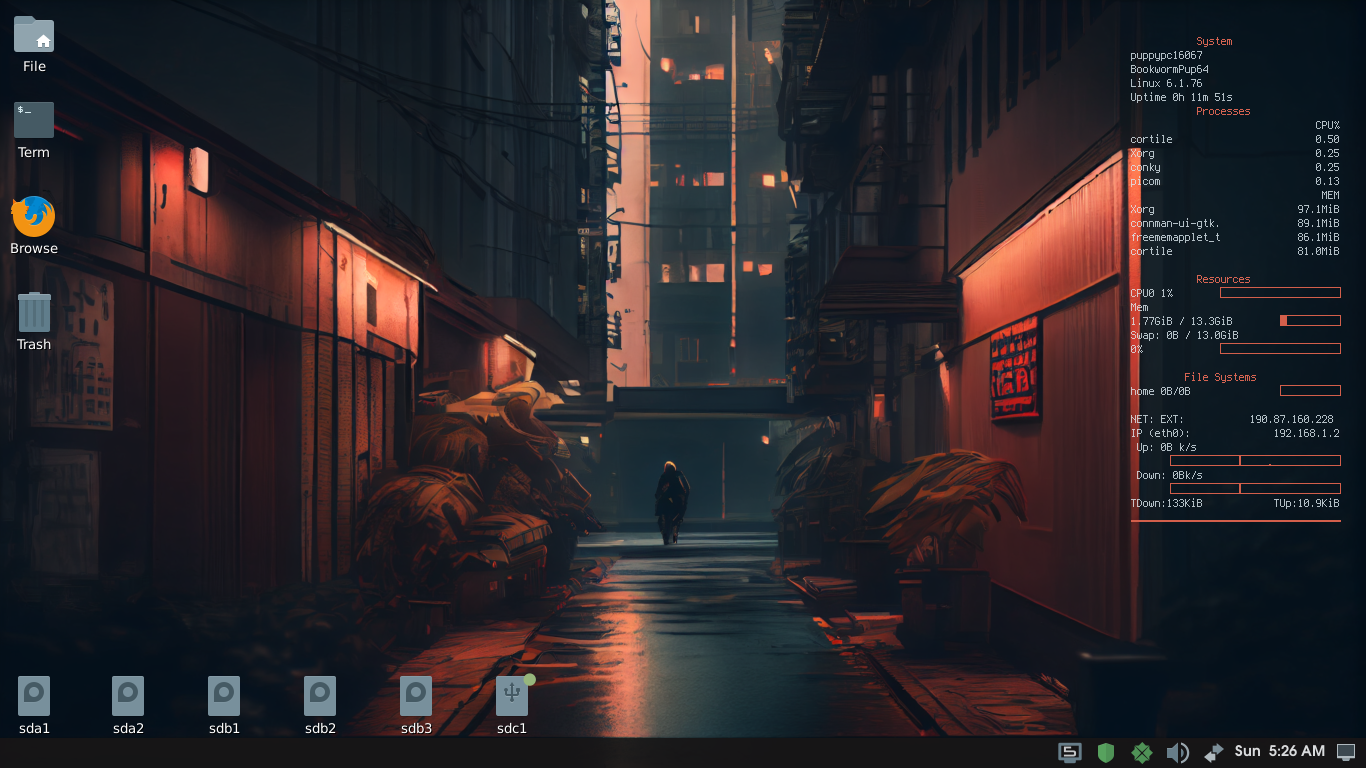 File
Term
Browse
Trash
System
puppypc16067
BookwormPup64
Linux 6.1.76
Uptime 0h 11m 51s
Processes
CPU%
cortile 0.50
Xorg 0.25
conky 0.25
picom 0.13
MEM
Xorg 97.1MiB
connman-ui-gtk. 89.1MiB
freememapplet_t 86.1MiB
cortile 81.0MiB
Resources
CPU0 1%
Mem
1.77GiB / 13.3GiB
Swap: 0B / 13.0GiB
0%
File Systems
home 0B/0B
NET: EXT: 190.87.160.228
IP (eth0): 192.168.1.2
Up: 0B k/s
Down: 0Bk/s
TDown:133KiB TUp:10.9KiB
sda1 sda2 sdb1 sdb2 sdb3 sdc1
Sun 5:26 AM